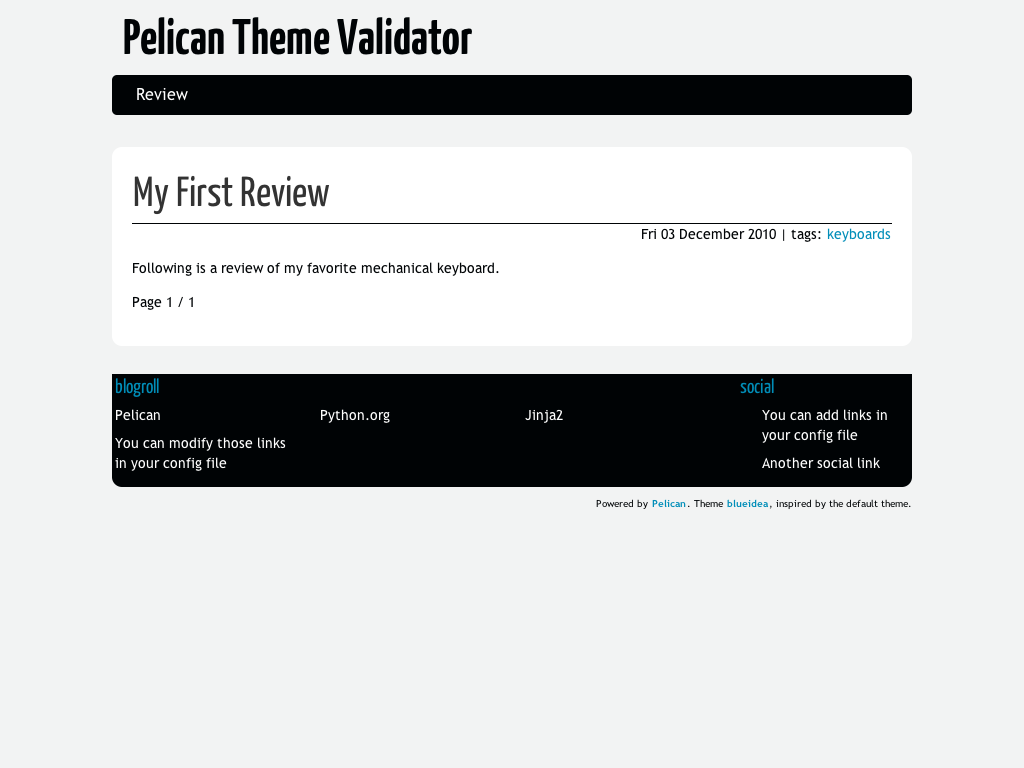 Pelican Theme Validator
Review
My First Review
Fri 03 December 2010 | tags: keyboards
Following is a review of my favorite mechanical keyboard.
Page 1 / 1
blogroll
Pelican
Python.org
Jinja2
You can modify those links
in your config file
social
You can add links in
your config file
Another social link
Powered by Pelican. Theme blueidea, inspired by the default theme.